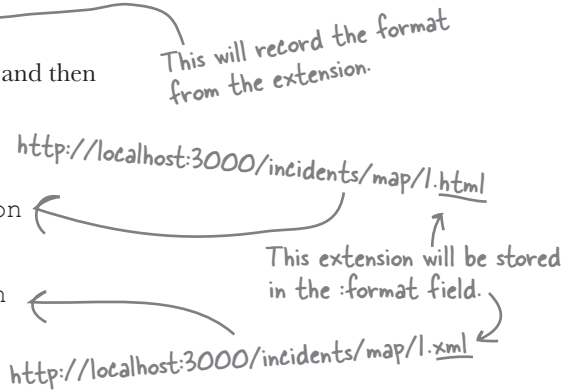 This will record the format
from the extension.
and then
http://localhost:3000/incidents/map/1.html
on
This extension will be stored
in the :format field.
n
http://localhost:3000/incidents/map/1.xml